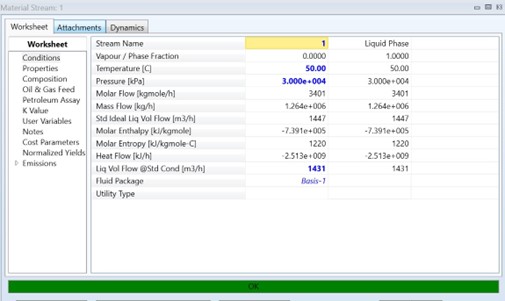 Material Stream: 1
Worksheet Attachments Dynamics
Worksheet
Conditions
Properties
Composition
Oil & Gas Feed
Petroleum Assay
K Value
User Variables
Notes
Cost Parameters
Normalized Yields
Emissions
Stream Name 1 Liquid Phase
Vapour / Phase Fraction 0.0000 1.0000
Temperature [C] 50.00 50.00
Pressure [kPa] 3.000e+004 3.000e+004
Molar Flow [kgmole/h] 3401 3401
Mass Flow [kg/h] 1.264e+006 1.264e+006
Std Ideal Liq Vol Flow [m3/h] 1447 1447
Molar Enthalpy [kJ/kgmole] -7.391e+005 -7.391e+005
Molar Entropy [kJ/kgmole-C] 1220 1220
Heat Flow [kJ/h] -2.513e+009 -2.513e+009
Liq Vol Flow @Std Cond [m3/h] 1431 1431
Fluid Package Basis-1
Utility Type
OK